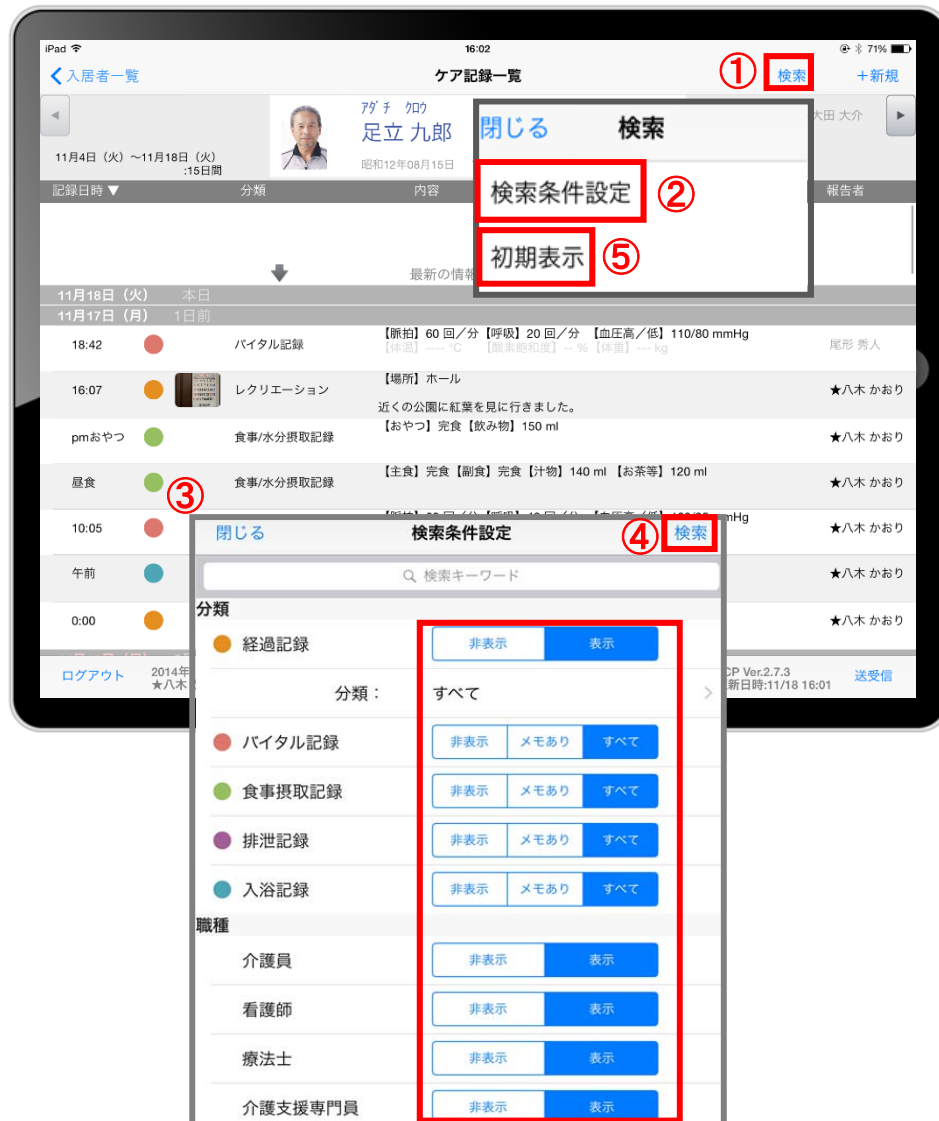 iPad 16:02 71%
入居者一覧 ケア記録一覧 ① 検索 +新規
アダチ クロウ
足立 九郎
昭和12年08月15日
大田 大介
11月4日（火）～11月18日（火）
:15日間
閉じる 検索
検索条件設定 ②
初期表示 ⑤
記録日時 ▼ 分類 内容 報告者
最新の情報
11月18日（火） 本日
11月17日（月） 1日前
18:42 バイタル記録 【脈拍】60 回／分【呼吸】20 回／分 【血圧高／低】110/80 mmHg
【体温】---- ℃ 【酸素飽和度】-- % 【体重】--- kg
尾形 秀人
16:07 レクリエーション 【場所】ホール
近くの公園に紅葉を見に行きました。
★八木 かおり
pmおやつ 食事/水分摂取記録 【おやつ】完食【飲み物】150 ml ★八木 かおり
昼食 食事/水分摂取記録 【主食】完食【副食】完食【汁物】140 ml 【お茶等】120 ml ★八木 かおり
③
10:05 mmHg ★八木 かおり
午前 ★八木 かおり
0:00 ★八木 かおり
ログアウト 2014年
★八木
CP Ver.2.7.3
新日時:11/18 16:01
送受信
閉じる 検索条件設定 ④ 検索
検索キーワード
分類
経過記録 非表示 表示
分類： すべて
バイタル記録 非表示 メモあり すべて
食事摂取記録 非表示 メモあり すべて
排泄記録 非表示 メモあり すべて
入浴記録 非表示 メモあり すべて
職種
介護員 非表示 表示
看護師 非表示 表示
療法士 非表示 表示
介護支援専門員 非表示 表示